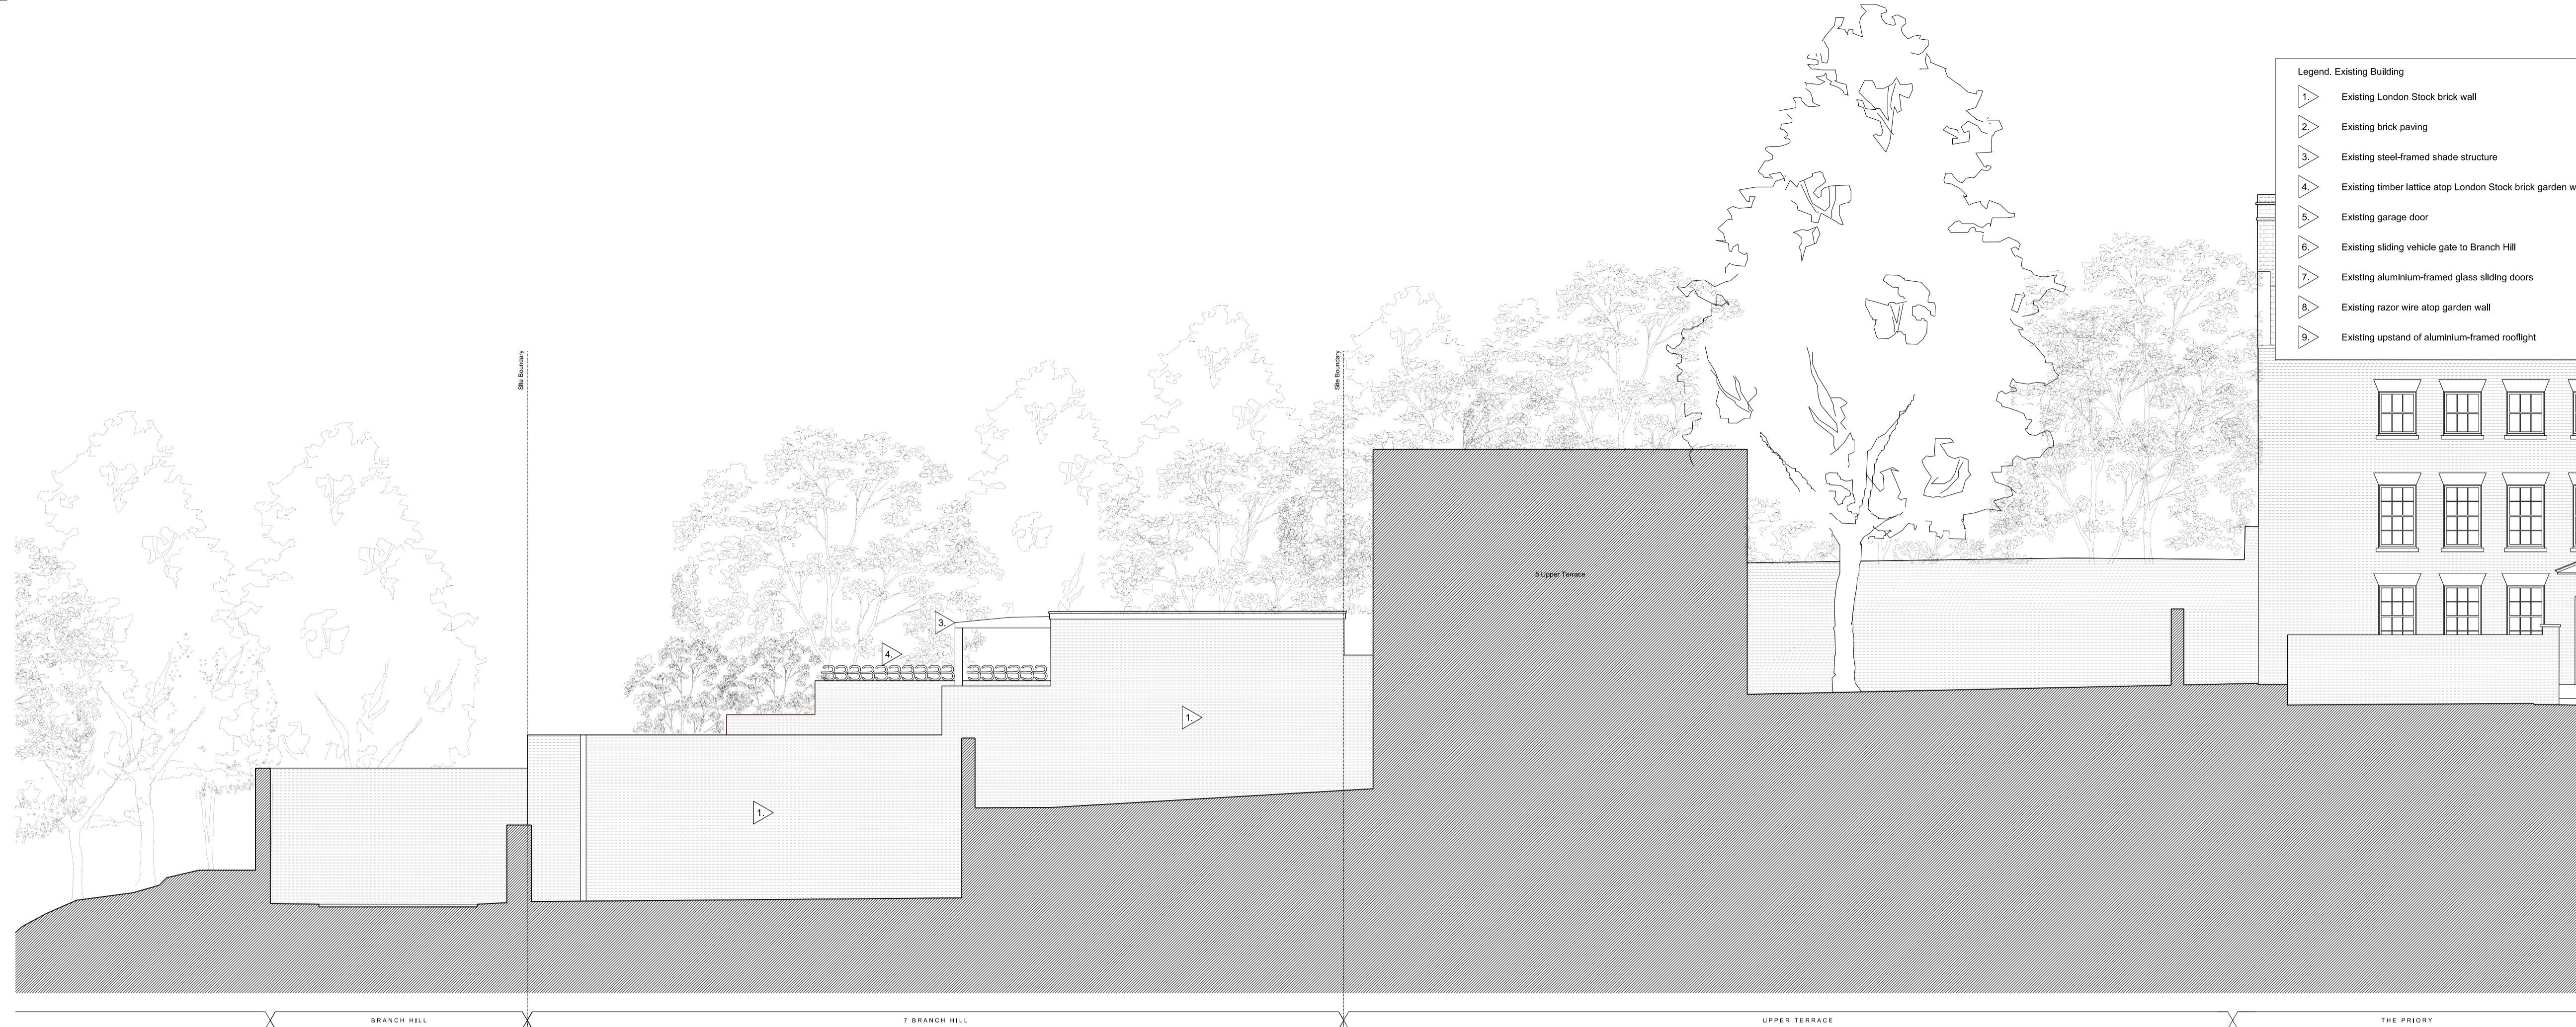 Legend. Existing Building
1. Existing London Stock brick wall
2. Existing brick paving
3. Existing steel-framed shade structure
4. Existing timber lattice atop London Stock brick garden w
5. Existing garage door
6. Existing sliding vehicle gate to Branch Hill
7. Existing aluminium-framed glass sliding doors
8. Existing razor wire atop garden wall
9. Existing upstand of aluminium-framed rooflight
Site Boundary
Site Boundary
5 Upper Terrace
3.
4.
1.
1.
BRANCH HILL
7 BRANCH HILL
UPPER TERRACE
THE PRIORY